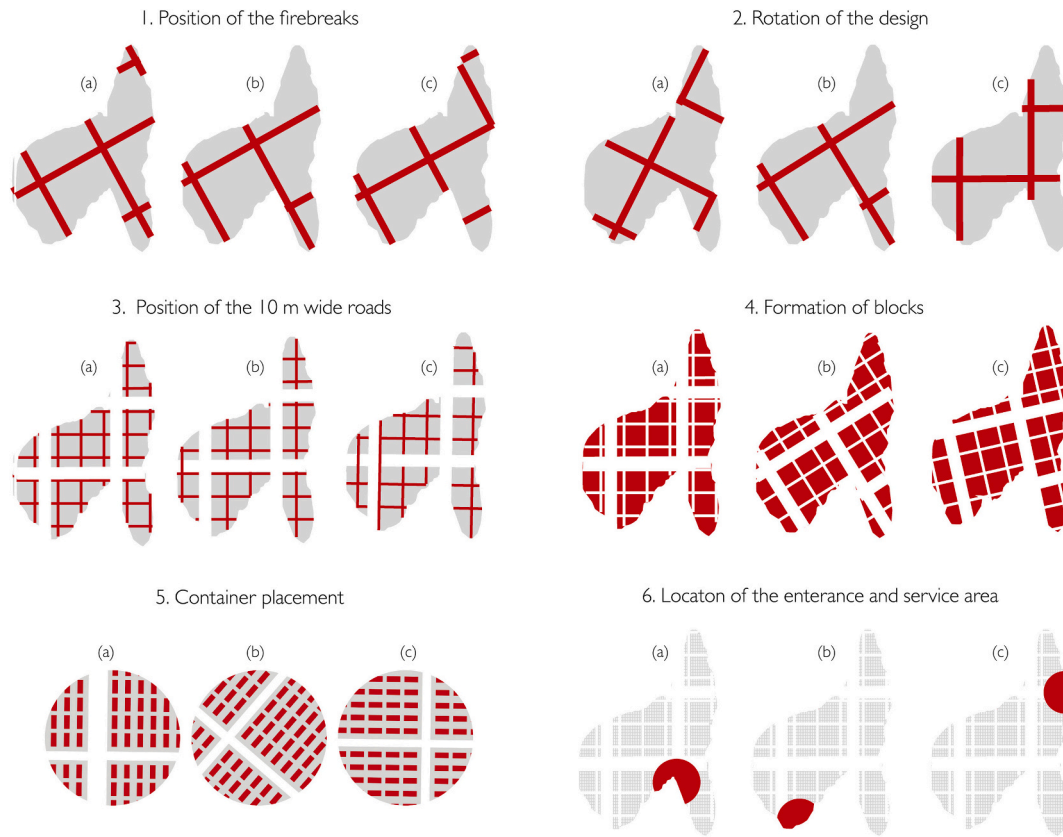 1. Position of the firebreaks
(a)
(b)
(c)
2. Rotation of the design
(a)
(b)
(c)
3. Position of the 10 m wide roads
(a)
(b)
(c)
4. Formation of blocks
(a)
(b)
(c)
5. Container placement
(a)
(b)
(c)
6. Locaton of the enterance and service area
(a)
(b)
(c)